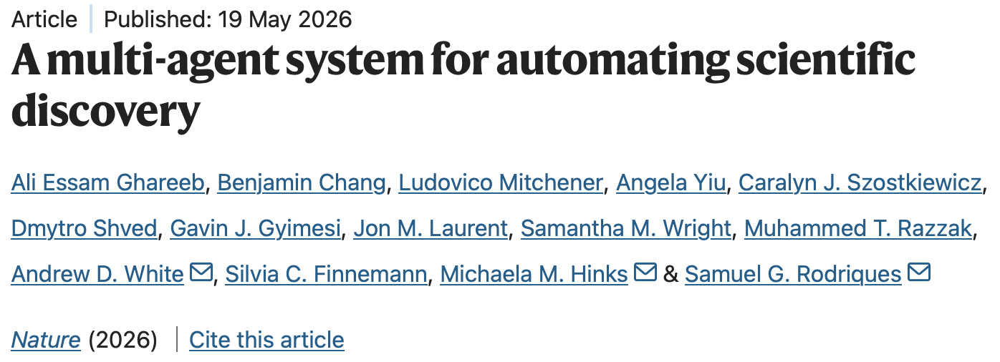 Article | Published: 19 May 2026
A multi-agent system for automating scientific
discovery
Ali Essam Ghareeb, Benjamin Chang, Ludovico Mitchener, Angela Yiu, Caralyn J. Szostkiewicz,
Dmytro Shved, Gavin J. Gyimesi, Jon M. Laurent, Samantha M. Wright, Muhammed T. Razzak,
Andrew D. White, Silvia C. Finnemann, Michaela M. Hinks & Samuel G. Rodriques
Nature (2026) | Cite this article